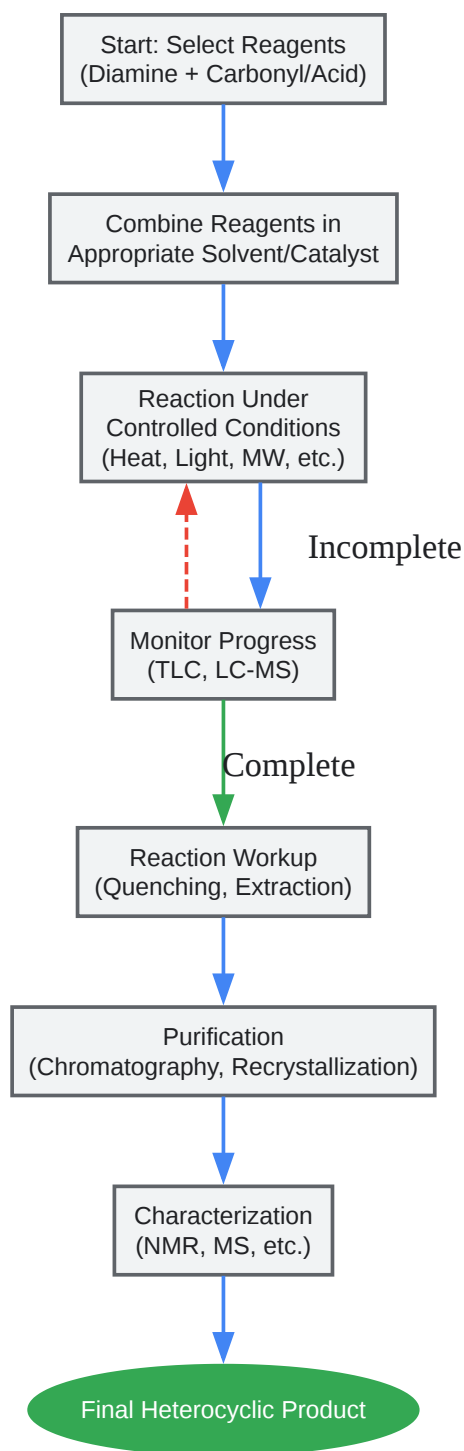 Start: Select Reagents
(Diamine + Carbonyl/Acid)
Combine Reagents in
Appropriate Solvent/Catalyst
Reaction Under
Controlled Conditions
(Heat, Light, MW, etc.)
Incomplete
Monitor Progress
(TLC, LC-MS)
Complete
Reaction Workup
(Quenching, Extraction)
Purification
(Chromatography, Recrystallization)
Characterization
(NMR, MS, etc.)
Final Heterocyclic Product